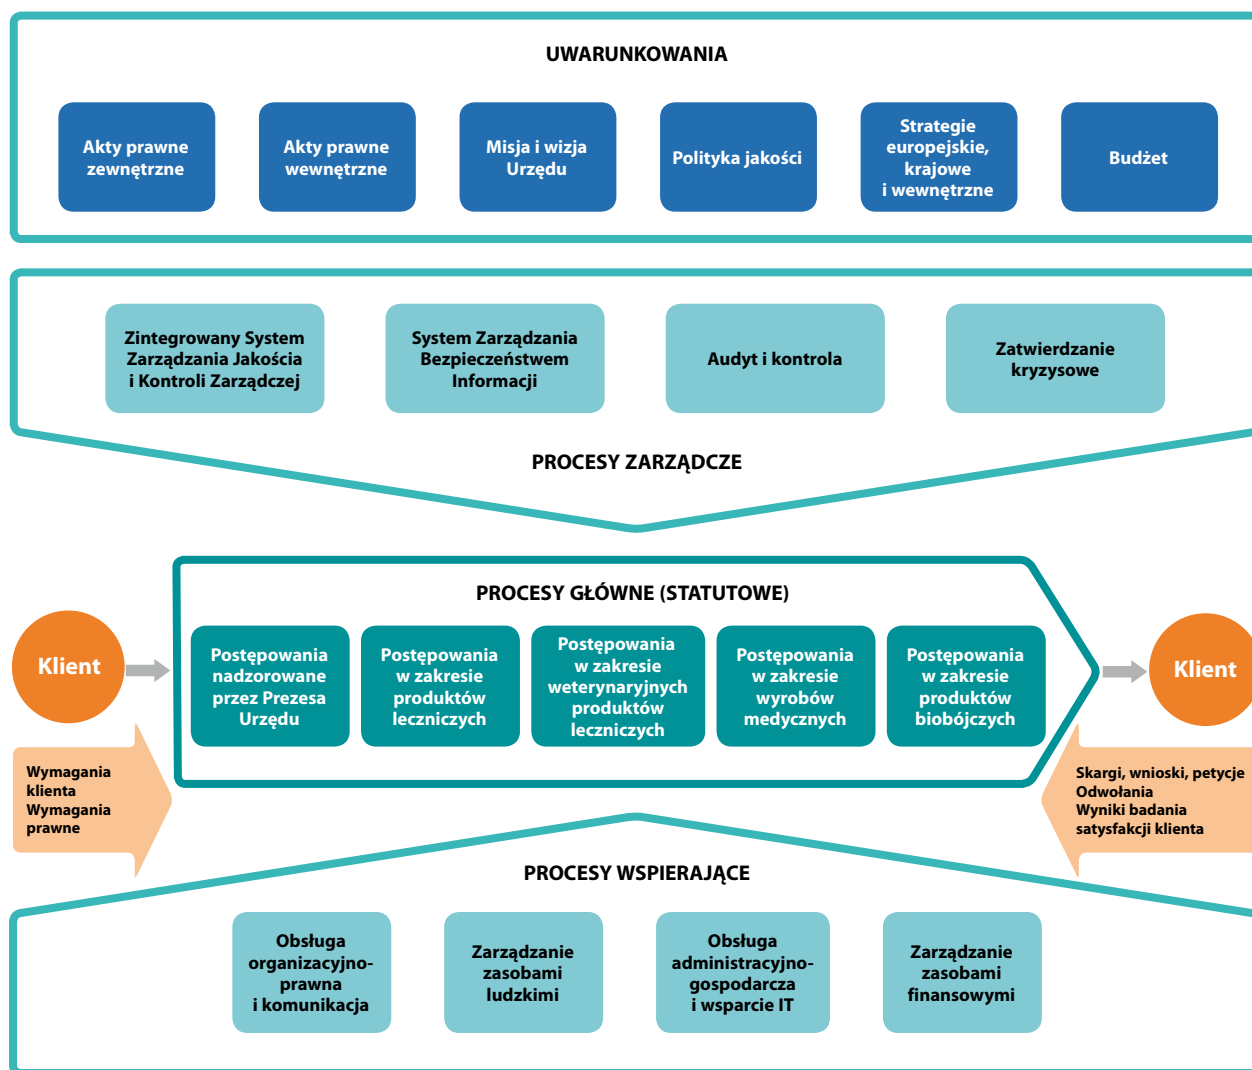 UWARUNKOWANIA
Akty prawne
zewnętrzne
Akty prawne
wewnętrzne
Misja i wizja
Urzędu
Polityka jakości
Strategie
europejskie,
krajowe
i wewnętrzne
Budżet
Zintegrowany System
Zarządzania Jakościa
i Kontroli Zarządczej
System Zarządzania
Bezpieczeństwem
Informacji
Audyt i kontrola
Zatwierdzanie
kryzysowe
PROCESY ZARZĄDCZE
PROCESY GŁÓWNE (STATUTOWE)
Klient
Postępowania
nadzorowane
przez Prezesa
Urzędu
Postępowania
w zakresie
produktów
leczniczych
Postępowania
w zakresie
weterynaryjnych
produktów
leczniczych
Postępowania
w zakresie
wyrobów
medycznych
Postępowania
w zakresie
produktów
biobójczych
Klient
Wymagania
klienta
Wymagania
prawne
Skargi, wnioski, petycje
Odwołania
Wyniki badania
satysfakcji klienta
PROCESY WSPIERAJĄCE
Obsługa
organizacyjno-
prawna
i komunikacja
Zarządzanie
zasobami
ludzkimi
Obsługa
administracyjno-
gospodarcza
i wsparcie IT
Zarządzanie
zasobami
finansowymi